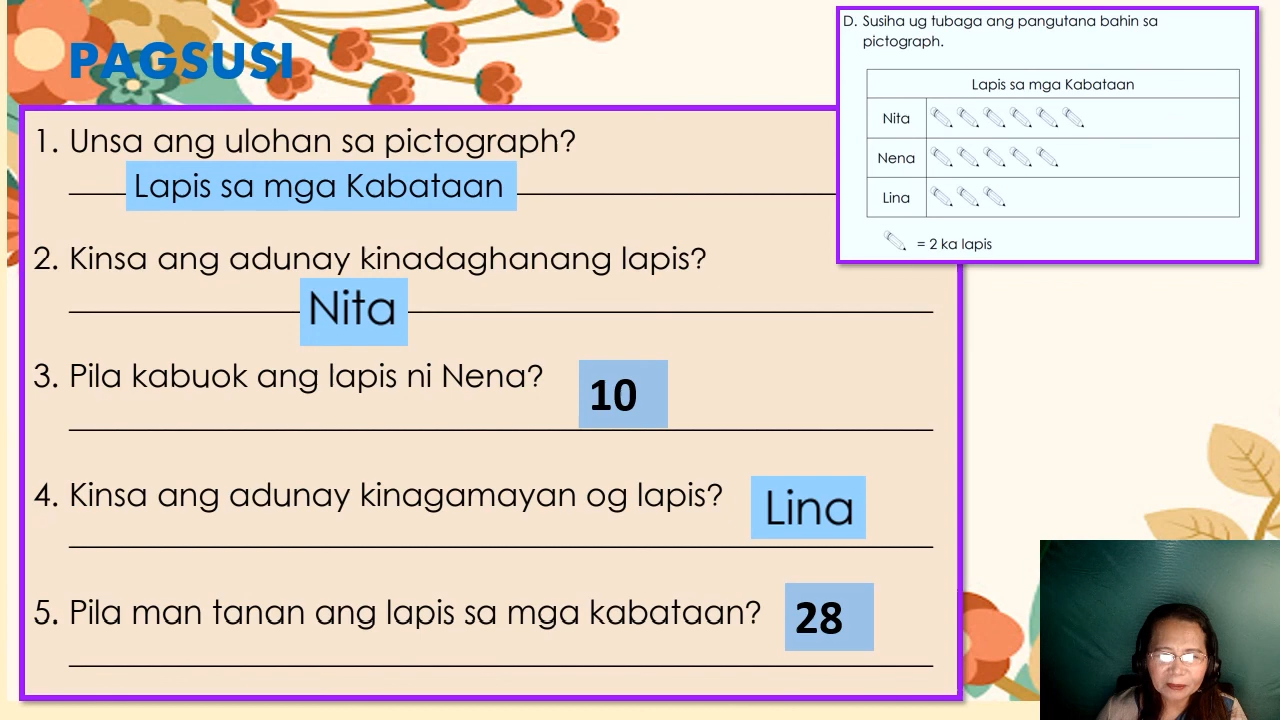 PAGSUSI
1. Unsa ang ulohan sa pictograph?
Lapis sa mga Kabataan
2. Kinsa ang adunay kinadaghanang lapis?
Nita
3. Pila kabuok ang lapis ni Nena?
10
4. Kinsa ang adunay kinagamayan og lapis?
Lina
5. Pila man tanan ang lapis sa mga kabataan?
28
D. Susiha ug tubaga ang pangutana bahin sa
pictograph.
Lapis sa mga Kabataan
Nita
Nena
Lina
= 2 ka lapis